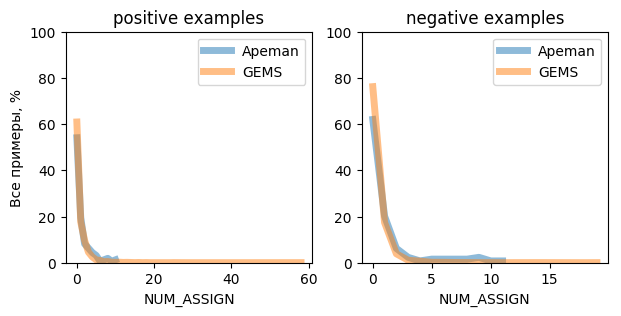 positive examples
negative examples
Все примеры, %
100
80
60
40
20
0
Apeman
GEMS
0
20
40
60
NUM_ASSIGN
100
80
60
40
20
0
Apeman
GEMS
0
5
10
15
NUM_ASSIGN